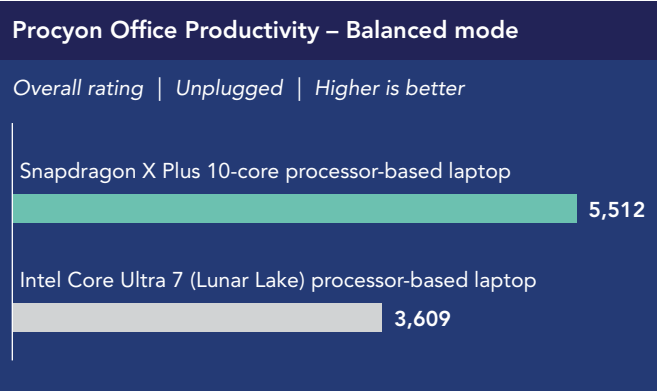 Procyon Office Productivity – Balanced mode
Overall rating | Unplugged | Higher is better
Snapdragon X Plus 10-core processor-based laptop
5,512
Intel Core Ultra 7 (Lunar Lake) processor-based laptop
3,609